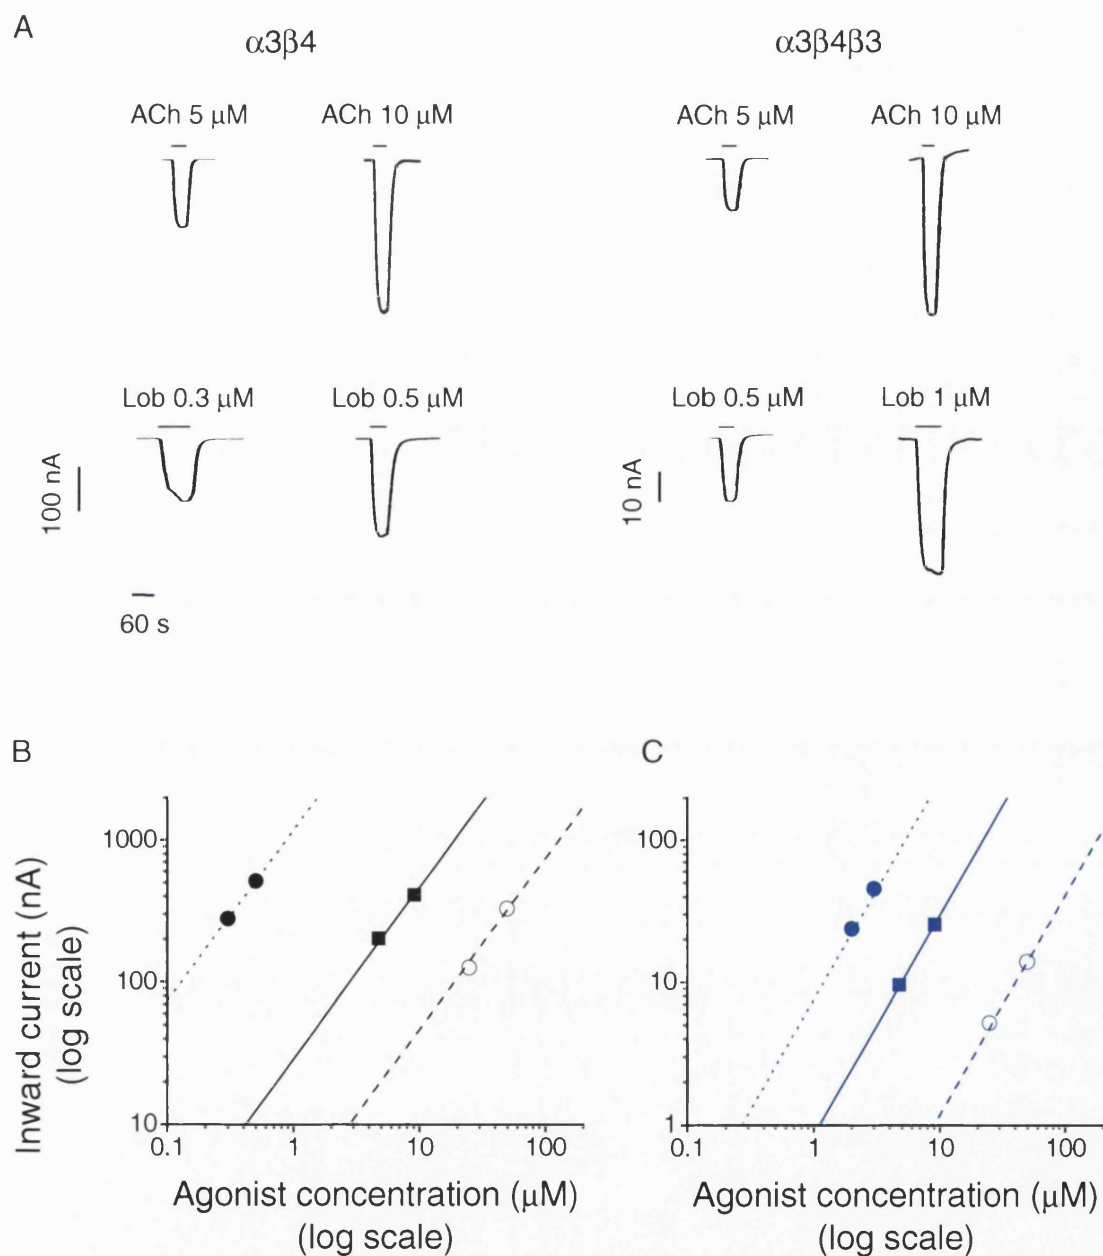 A
α3β4
α3β4β3
ACh 5 μM
ACh 10 μM
ACh 5 μM
ACh 10 μM
Lob 0.3 μM
Lob 0.5 μM
Lob 0.5 μM
Lob 1 μM
100 nA
10 nA
60 s
B
C
Inward current (nA)
(log scale)
1000
100
10
0.1
1
10
100
Agonist concentration (μM)
(log scale)
100
10
1
0.1
1
10
100
Agonist concentration (μM)
(log scale)